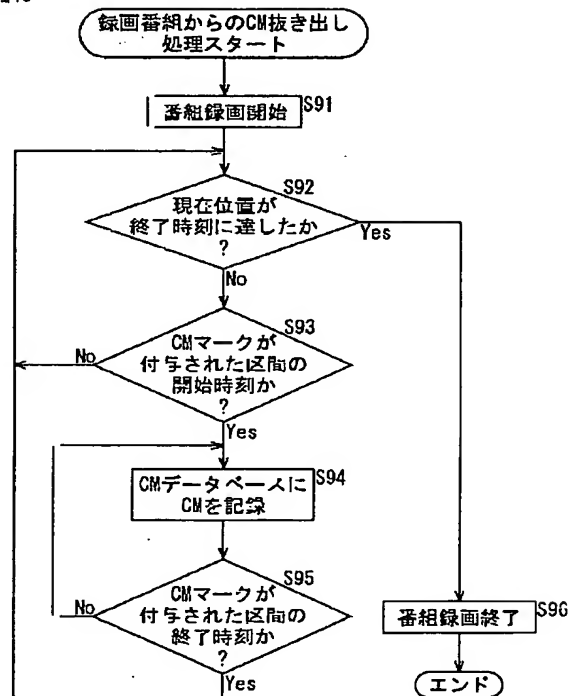 録画番組からのCM抜き出し
処理スタート
番組録画開始
S91
S92
現在位置が
終了時刻に達したか
?
Yes
No
S93
CMマークが
付与された区間の
開始時刻か
?
No
Yes
CMデータベースに
CMを記録
S94
S95
CMマークが
付与された区間の
終了時刻か
?
No
Yes
番組録画終了
S96
エンド